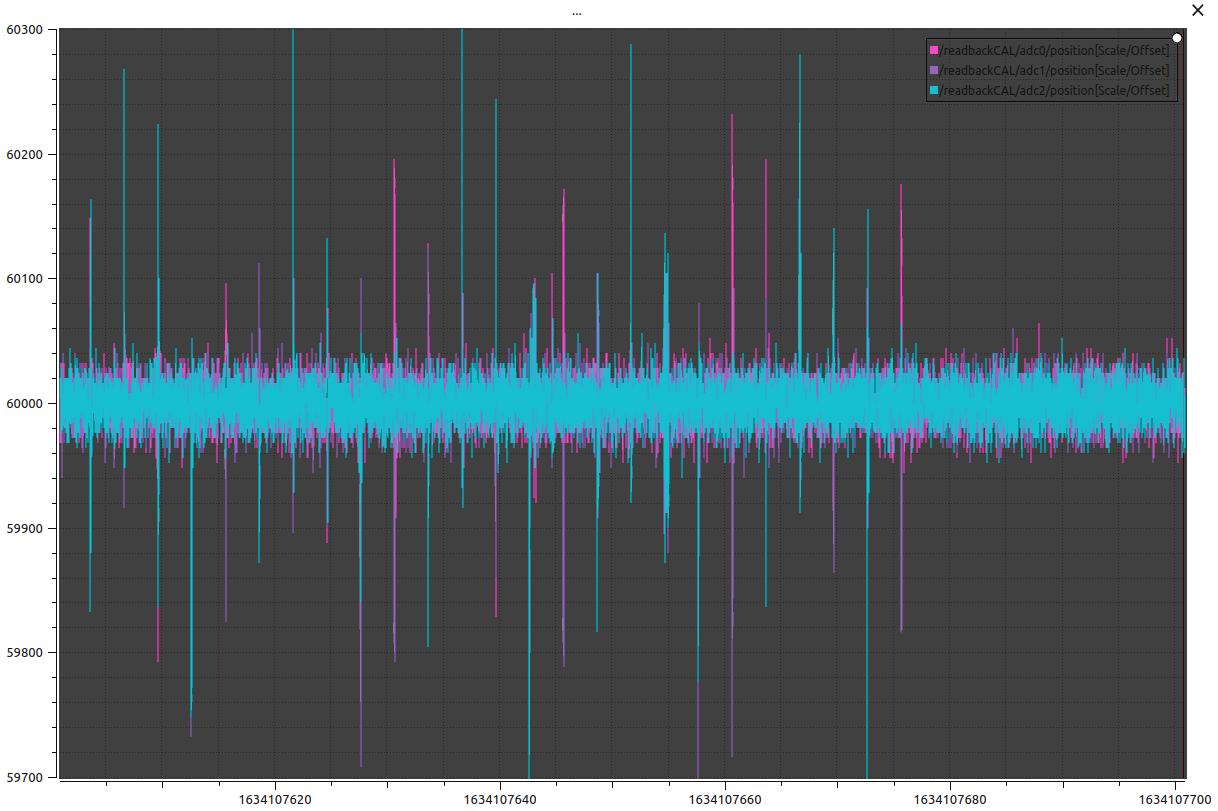 ...
60300
/readbackCAL/adc0/position[Scale/Offset]
/readbackCAL/adc1/position[Scale/Offset]
/readbackCAL/adc2/position[Scale/Offset]
60200
60100
60000
59900
59800
59700
1634107620 1634107640 1634107660 1634107680 1634107700